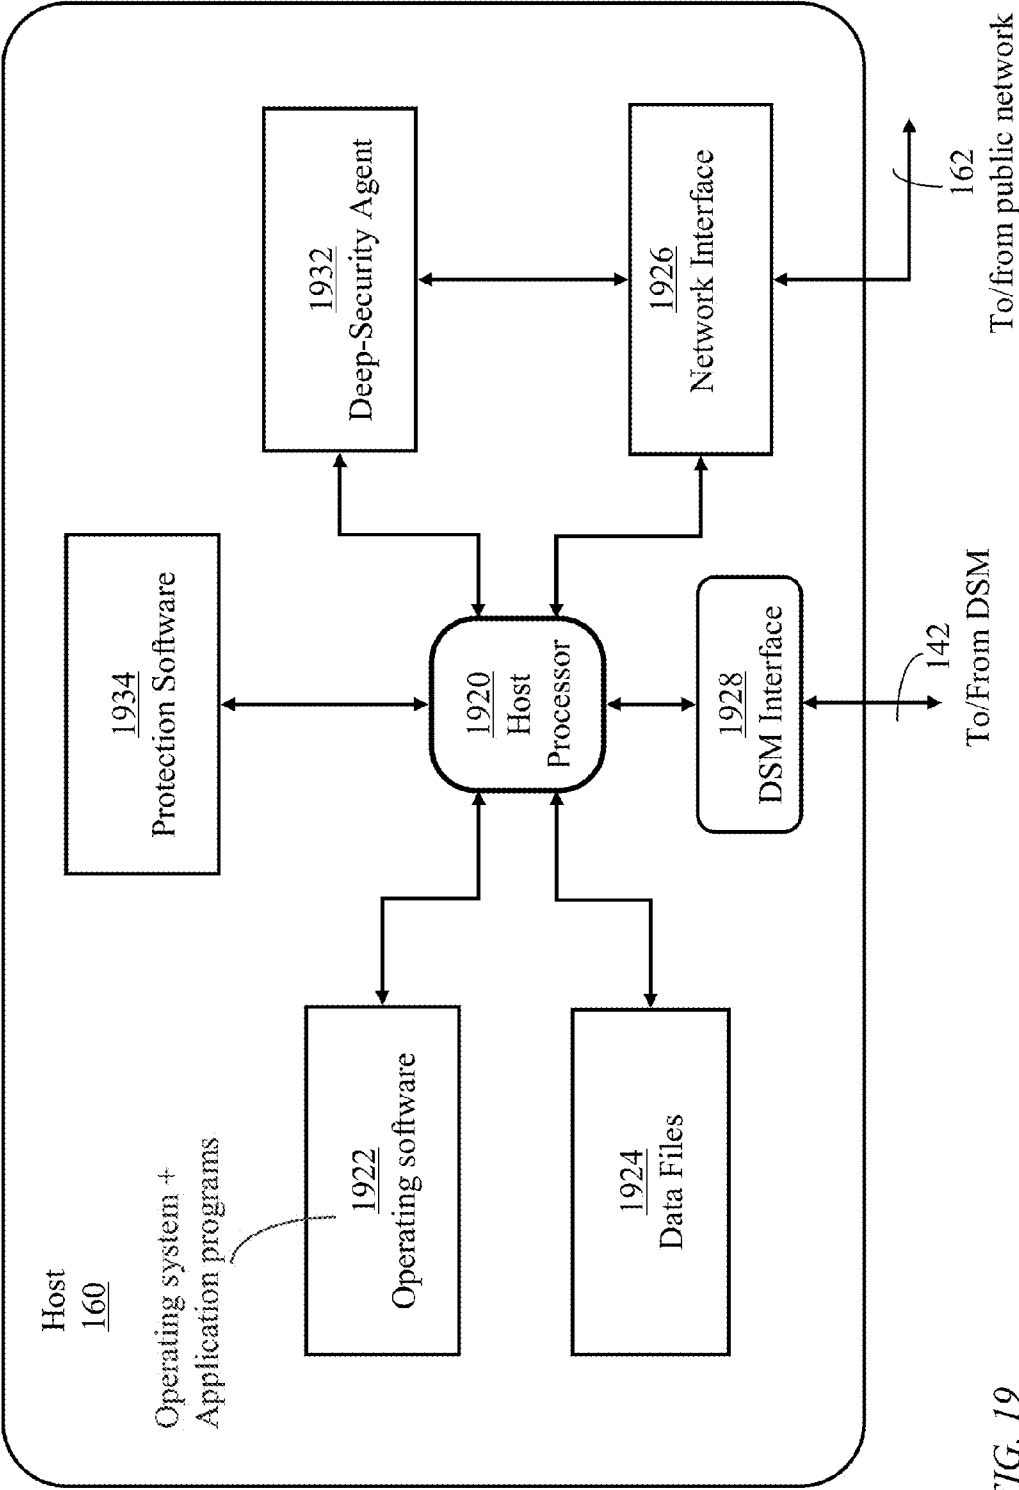 Host
160
Operating system +
Application programs
1934
Protection Software
1922
Operating software
1932
Deep-Security Agent
1920
Host
Processor
1924
Data Files
1926
Network Interface
1928
DSM Interface
142
To/From DSM
162
To/from public network
FIG. 19